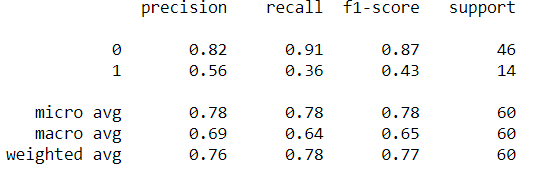 precision recall f1-score support
0 0.82 0.91 0.87 46
1 0.56 0.36 0.43 14
micro avg 0.78 0.78 0.78 60
macro avg 0.69 0.64 0.65 60
weighted avg 0.76 0.78 0.77 60